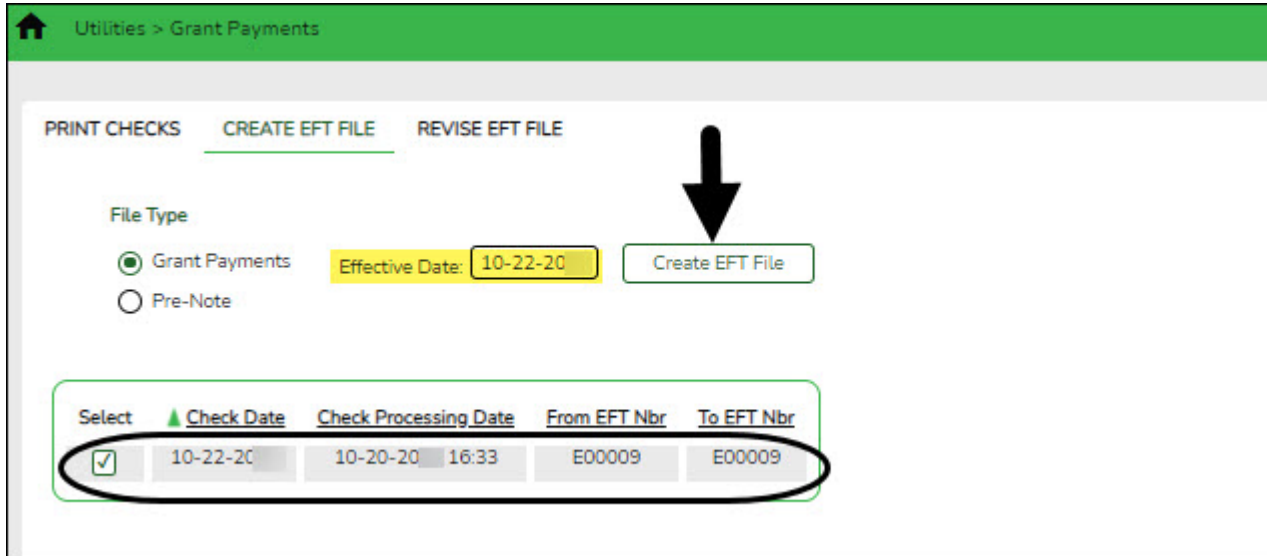 Utilities > Grant Payments
PRINT CHECKS CREATE EFT FILE REVISE EFT FILE
File Type
Grant Payments Effective Date: 10-22-20 Create EFT File
Pre-Note
Select Check Date Check Processing Date From EFT Nbr To EFT Nbr
10-22-20 10-20-20 16:33 E00009 E00009